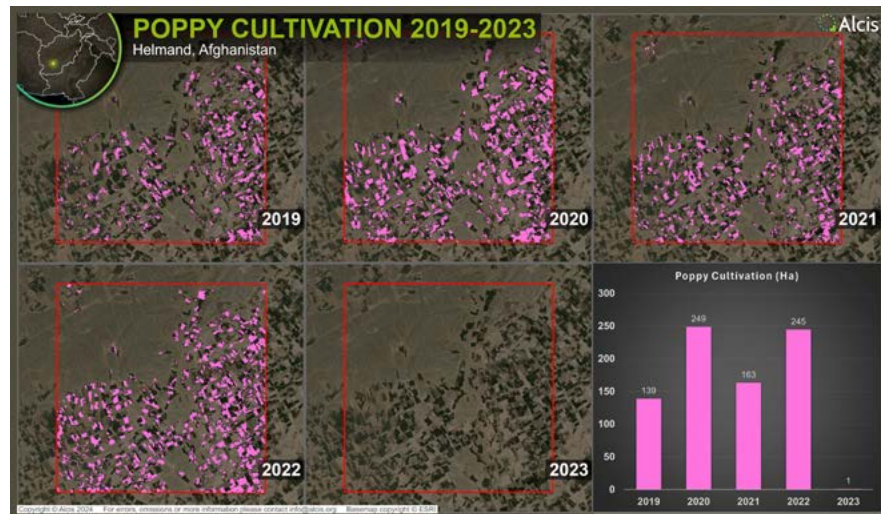 POPPY CULTIVATION 2019-2023
Helmand, Afghanistan
Alcis
2019
2020
2021
2022
2023
Poppy Cultivation (Ha)
300
250
200
150
100
50
0
139
249
163
245
1
2019 2020 2021 2022 2023
Copyright © Alcis 2024 For errors, omissions or more information please contact info@alcis.org Basemap copyright © ESRI